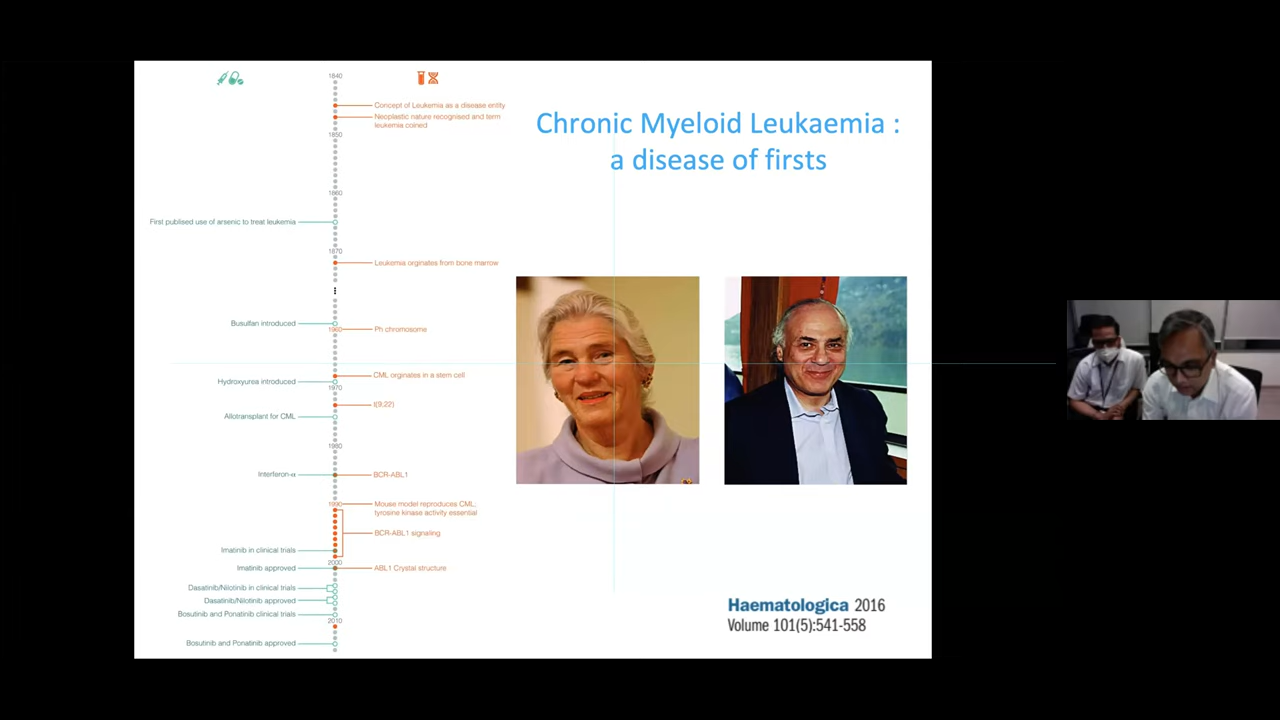 Chronic Myeloid Leukaemia :
a disease of firsts
1840
Concept of Leukemia as a disease entity
Neoplastic nature recognised and term
leukemia coined
1850
1860
First publised use of arsenic to treat leukemia
1870
Leukemia orginates from bone marrow
Busulfan introduced
1960
Ph chromosome
CML orginates in a stem cell
Hydroxyurea introduced
1970
t(9;22)
Allotransplant for CML
1980
Interferon-α
BCR-ABL1
1990
Mouse model reproduces CML;
tyrosine kinase activity essential
BCR-ABL1 signaling
Imatinib in clinical trials
2000
Imatinib approved
ABL1 Crystal structure
Dasatinib/Nilotinib in clinical trials
Dasatinib/Nilotinib approved
Bosutinib and Ponatinib clinical trials
2010
Bosutinib and Ponatinib approved
Haematologica 2016
Volume 101(5):541-558